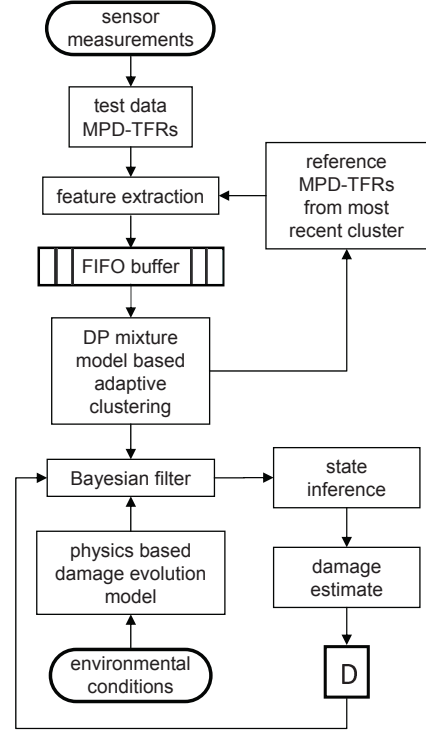 sensor
measurements
test data
MPD-TFRs
feature extraction
reference
MPD-TFRs
from most
recent cluster
FIFO buffer
DP mixture
model based
adaptive
clustering
Bayesian filter
state
inference
physics based
damage evolution
model
damage
estimate
environmental
conditions
D